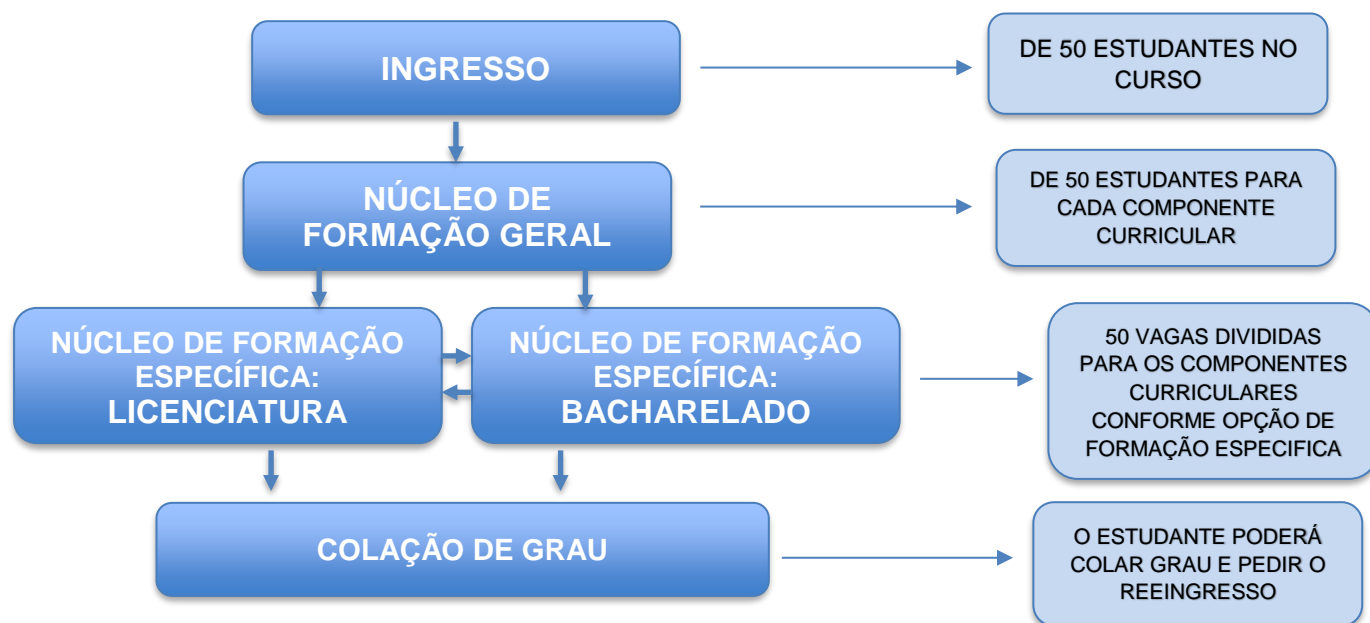 INGRESSO
DE 50 ESTUDANTES NO
CURSO
NÚCLEO DE
FORMAÇÃO GERAL
DE 50 ESTUDANTES PARA
CADA COMPONENTE
CURRICULAR
NÚCLEO DE FORMAÇÃO
ESPECÍFICA:
LICENCIATURA
NÚCLEO DE FORMAÇÃO
ESPECÍFICA:
BACHARELADO
50 VAGAS DIVIDIDAS
PARA OS COMPONENTES
CURRICULARES
CONFORME OPÇÃO DE
FORMAÇÃO ESPECIFICA
COLAÇÃO DE GRAU
O ESTUDANTE PODERÁ
COLAR GRAU E PEDIR O
REEINGRESSO